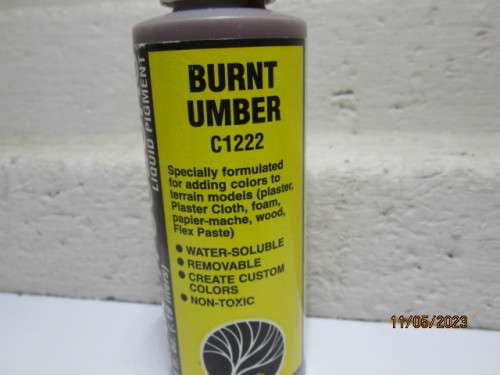 BURNT
UMBER
C1222
Specially formulated
for adding colors to
terrain models (plaster,
Plaster Cloth, foam,
papier-mache, wood,
Flex Paste)
• WATER-SOLUBLE
• REMOVABLE
• CREATE CUSTOM
COLORS
• NON-TOXIC
LIQUID PIGMENT
11/05/2023